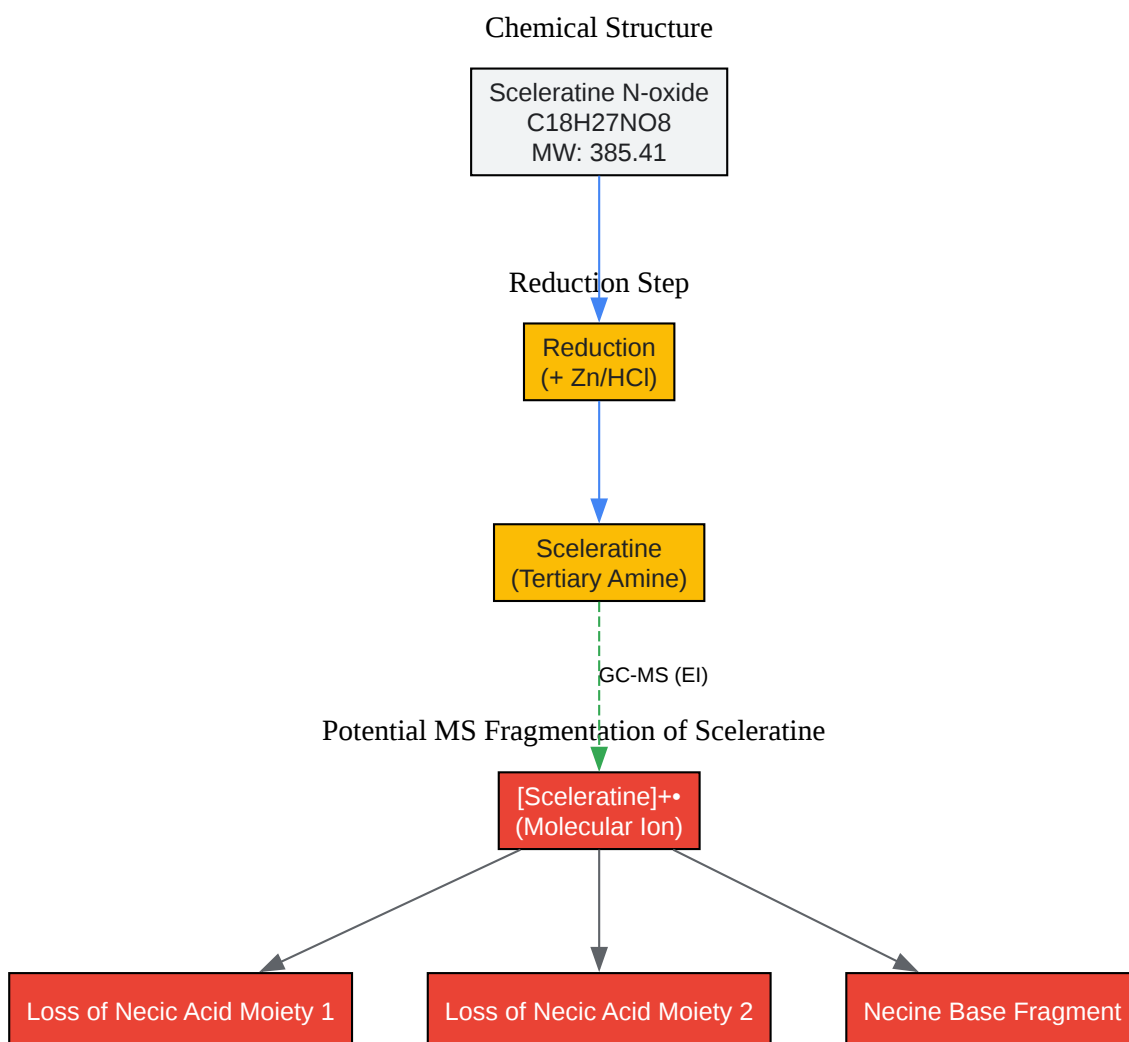 Chemical Structure
Sceleratine N-oxide
C18H27NO8
MW: 385.41
Reduction Step
Reduction
(+ Zn/HCl)
Sceleratine
(Tertiary Amine)
GC-MS (EI)
Potential MS Fragmentation of Sceleratine
[Sceleratine]+•
(Molecular Ion)
Loss of Necic Acid Moiety 1
Loss of Necic Acid Moiety 2
Necine Base Fragment